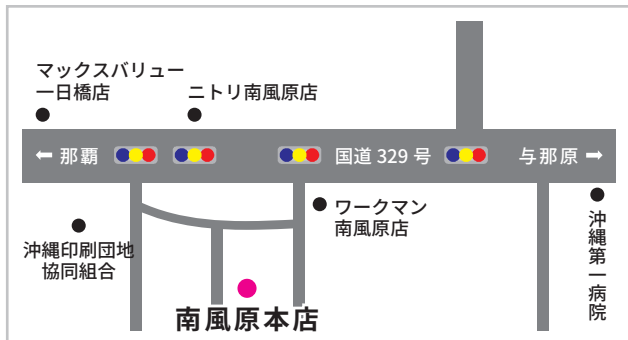 マックスバリュー
一日橋店
ニトリ南風原店
← 那覇
国道 329 号
与那原 →
ワークマン
南風原店
沖縄第一病院
沖縄印刷団地
協同組合
南風原本店